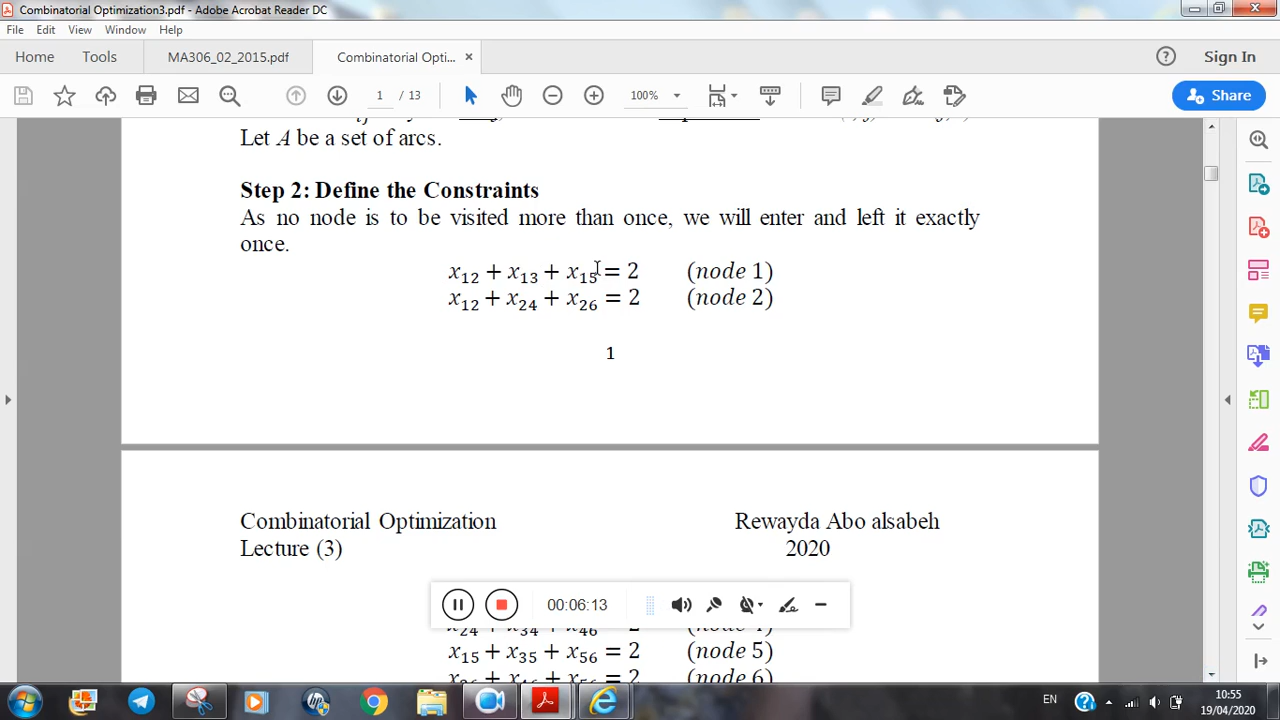 Combinatorial Optimization3.pdf - Adobe Acrobat Reader DC
File Edit View Window Help
Home Tools MA306_02_2015.pdf Combinatorial Opti... × Sign In
1 / 13 100% Share
Let A be a set of arcs.
Step 2: Define the Constraints
As no node is to be visited more than once, we will enter and left it exactly
once.
x₁₂ + x₁₃ + x₁₅ = 2 (node 1)
x₁₂ + x₂₄ + x₂₆ = 2 (node 2)
1
Combinatorial Optimization Rewayda Abo alsabeh
Lecture (3) 2020
00:06:13
x₂₄ + x₃₄ + x₄₆ = 2 (node 4)
x₁₅ + x₃₅ + x₅₆ = 2 (node 5)
(node 6)
EN 10:55
19/04/2020